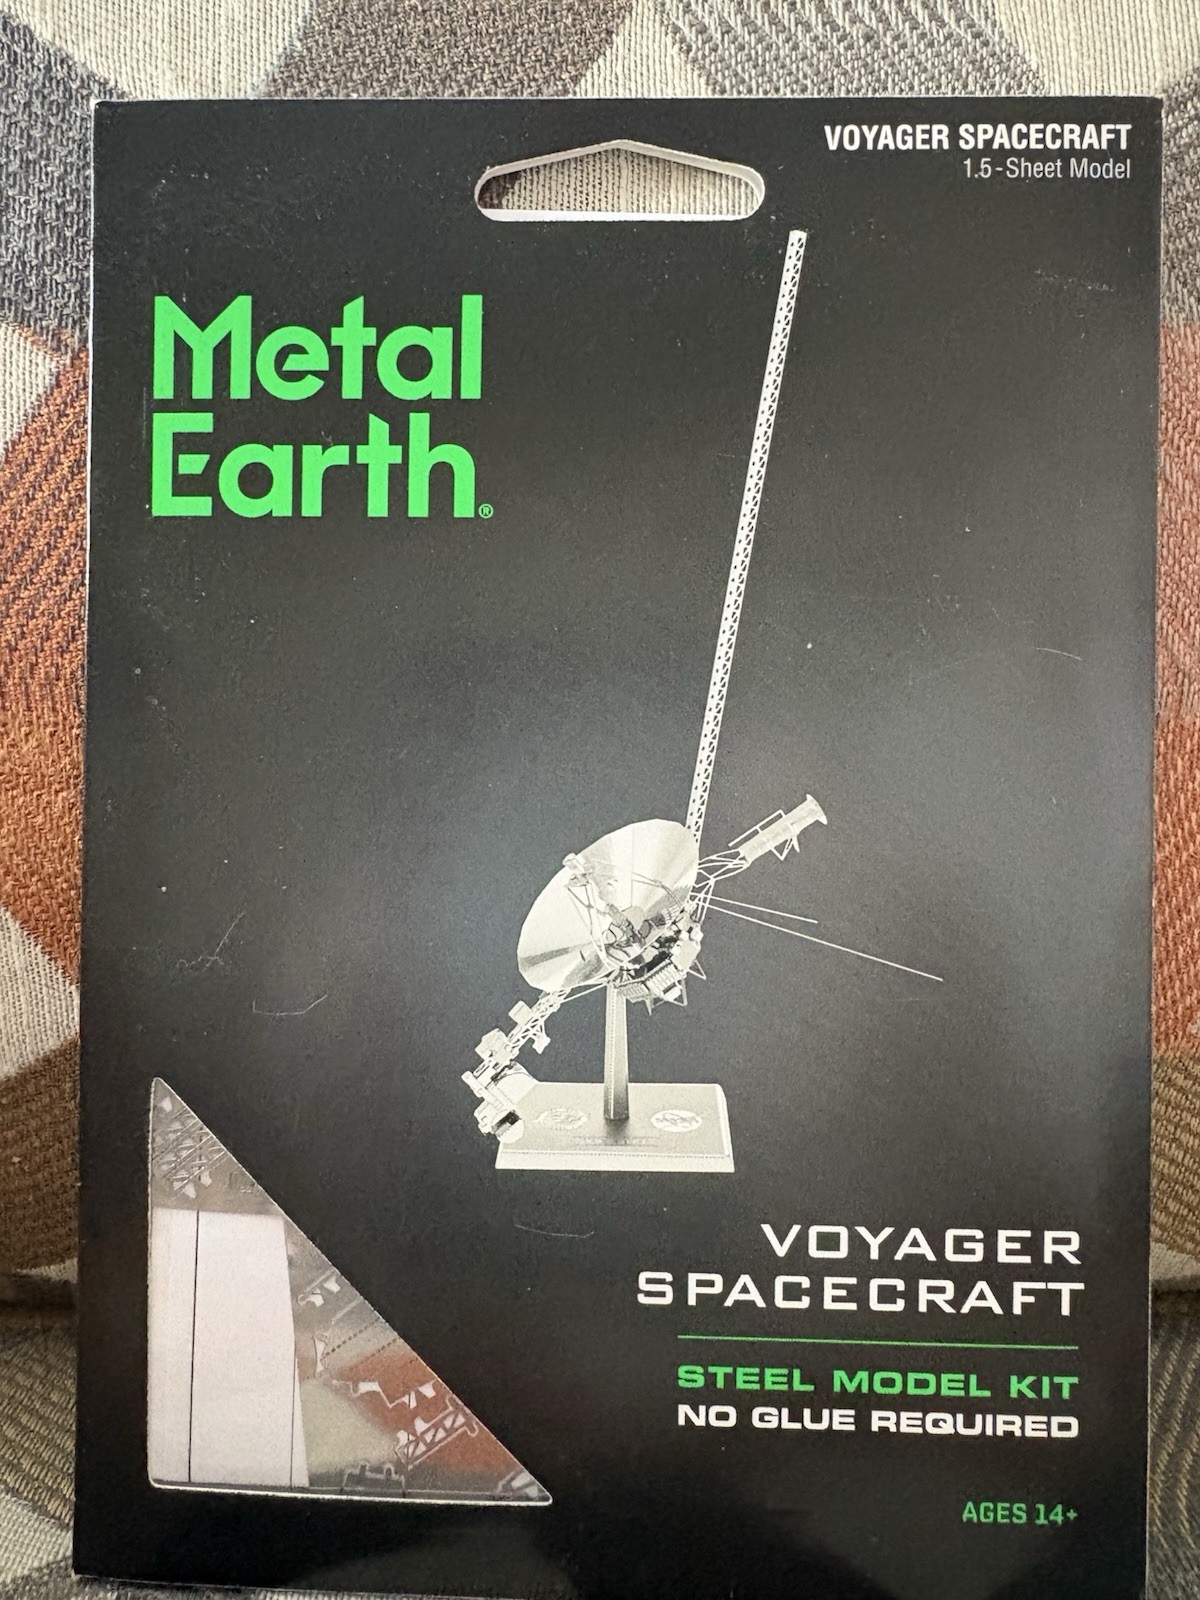 VOYAGER SPACECRAFT
1.5-Sheet Model
Metal
Earth®
VOYAGER
SPACECRAFT
STEEL MODEL KIT
NO GLUE REQUIRED
AGES 14+